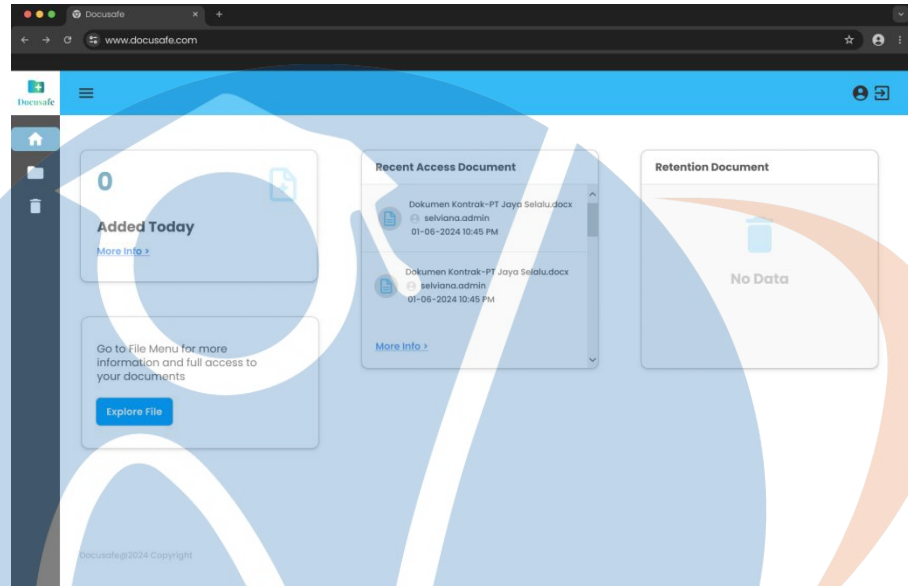 Docusafe
www.docusafe.com
Docusafe
0
Added Today
More Info >
Go to File Menu for more
information and full access to
your documents
Explore File
Recent Access Document
Dokumen Kontrak-PT Jaya Selalu.docx
selviana.admin
01-06-2024 10:45 PM
Dokumen Kontrak-PT Jaya Selalu.docx
selviana.admin
01-06-2024 10:45 PM
More Info >
Retention Document
No Data
Docusafe@2024 Copyright